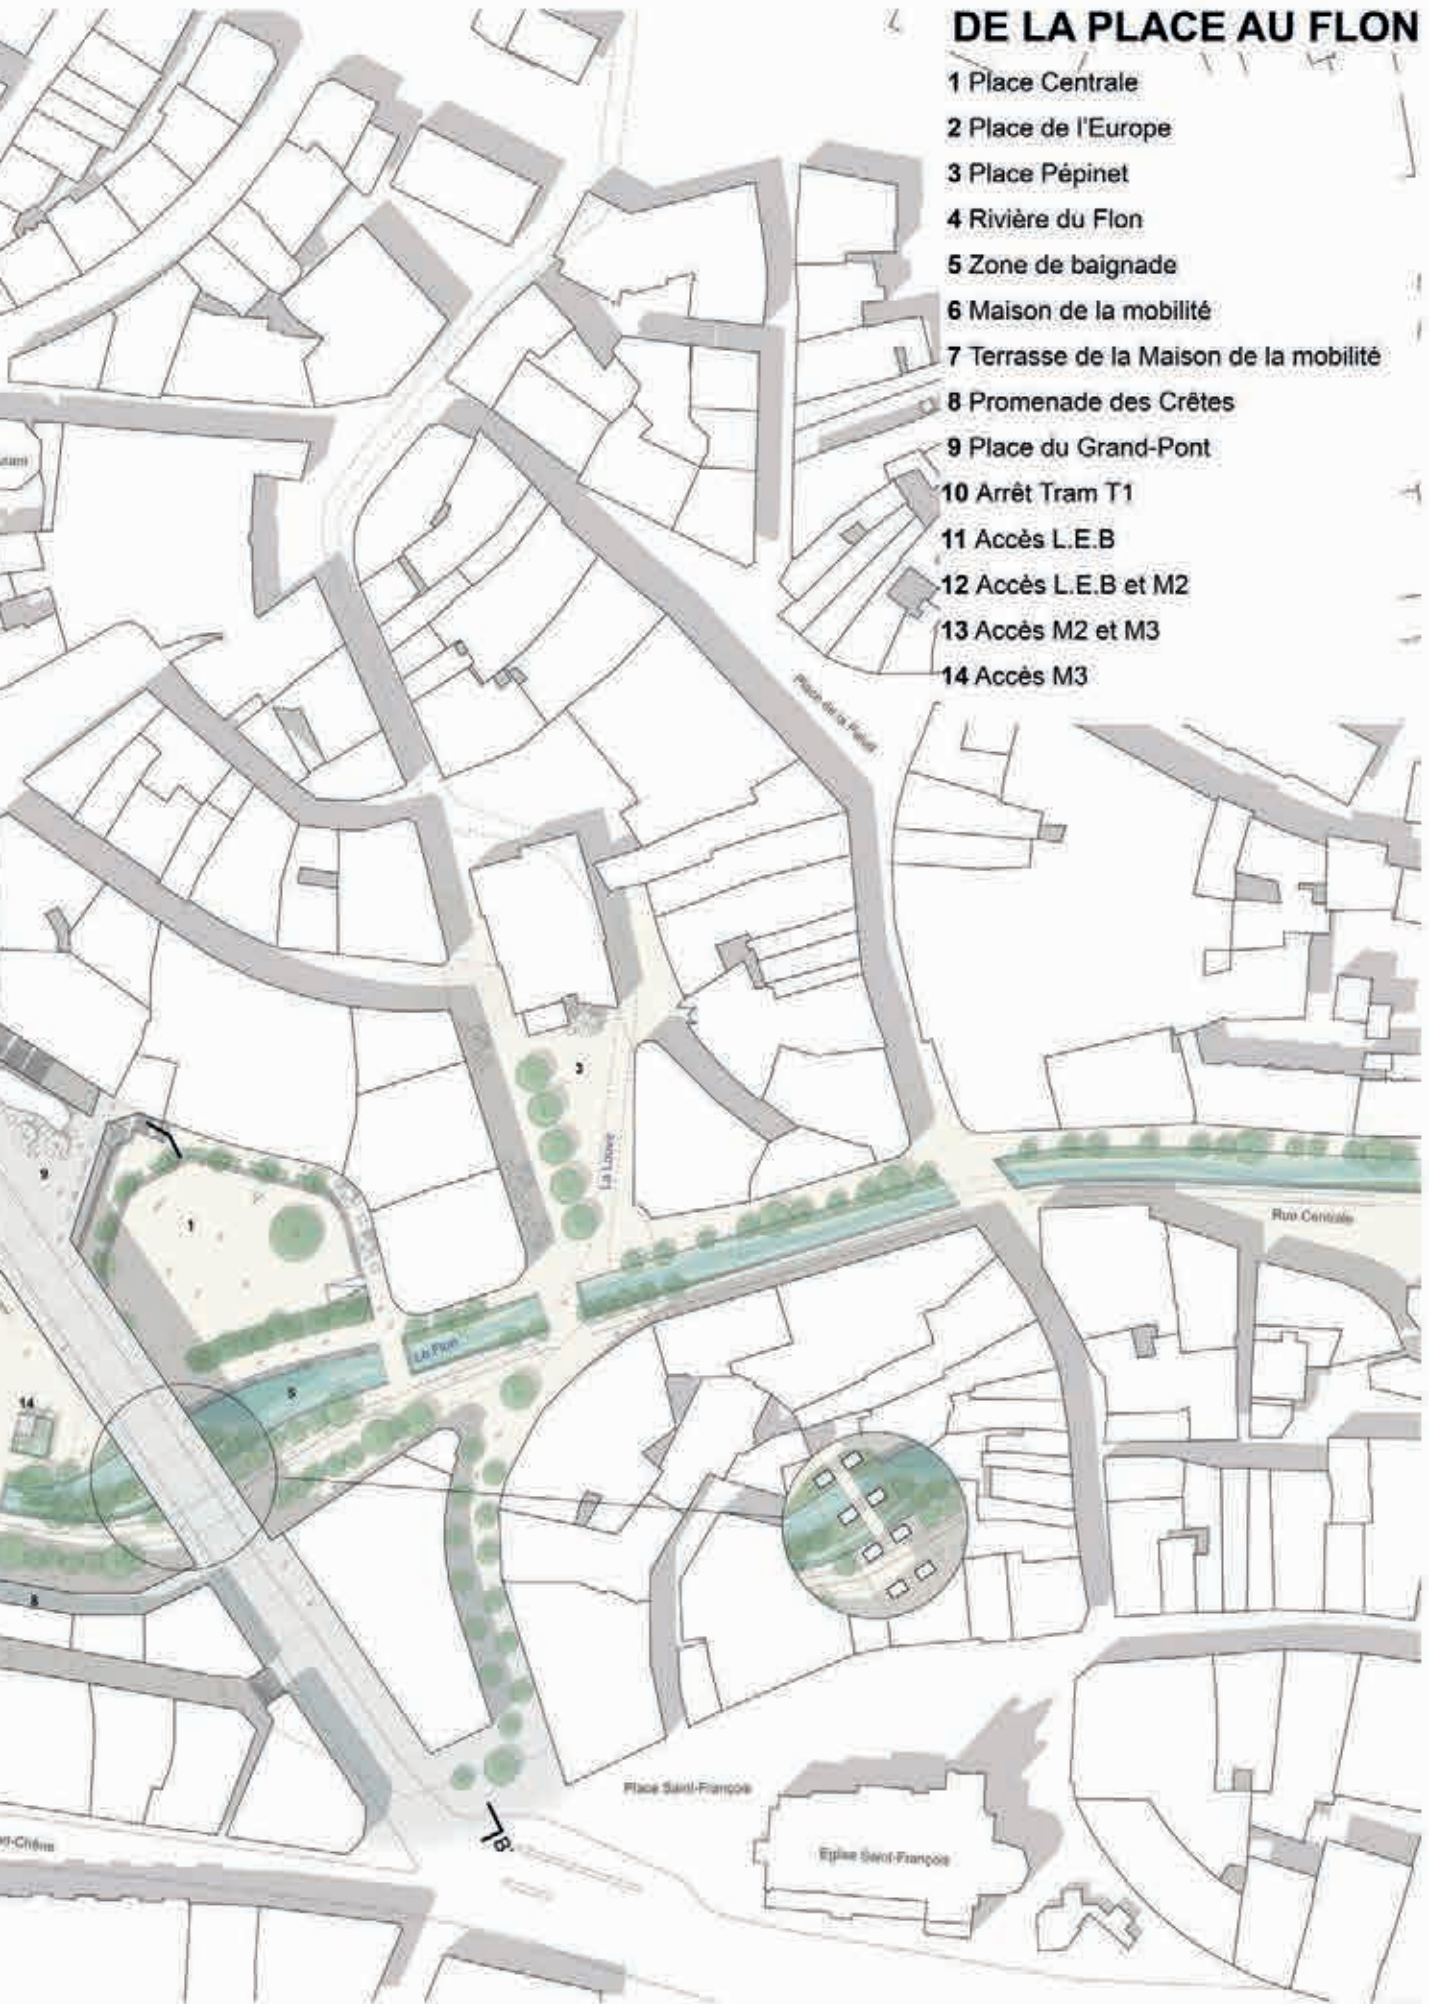 DE LA PLACE AU FLON
1 Place Centrale
2 Place de l'Europe
3 Place Pépinet
4 Rivière du Flon
5 Zone de baignade
6 Maison de la mobilité
7 Terrasse de la Maison de la mobilité
8 Promenade des Crêtes
9 Place du Grand-Pont
10 Arrêt Tram T1
11 Accès L.E.B
12 Accès L.E.B et M2
13 Accès M2 et M3
14 Accès M3
Place de la Palud
3
La Louve
9
1
Rue Centrale
Le Flon
5
14
8
Place Saint-François
B'
Eglise Saint-François